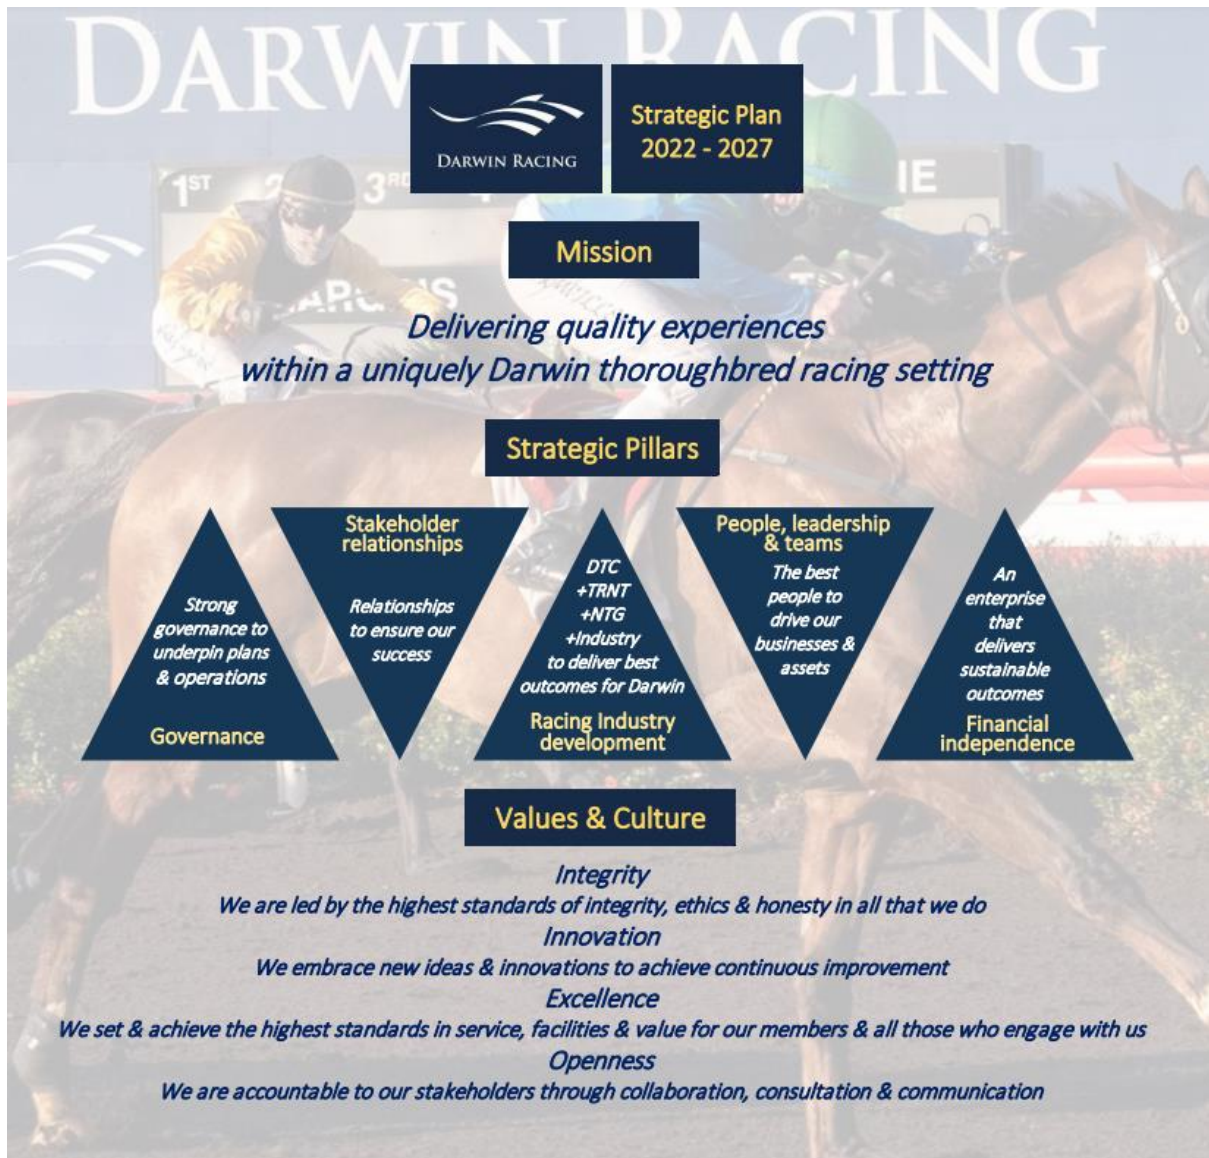 DARWIN RACING
DARWIN RACING
Strategic Plan
2022 - 2027
1ST 2 3RD
Mission
Delivering quality experiences
within a uniquely Darwin thoroughbred racing setting
Strategic Pillars
Strong
governance to
underpin plans
& operations
Governance
Stakeholder
relationships
Relationships
to ensure our
success
DTC
+TRNT
+NTG
+Industry
to deliver best
outcomes for Darwin
Racing Industry
development
People, leadership
& teams
The best
people to
drive our
businesses &
assets
An
enterprise
that
delivers
sustainable
outcomes
Financial
independence
Values & Culture
Integrity
We are led by the highest standards of integrity, ethics & honesty in all that we do
Innovation
We embrace new ideas & innovations to achieve continuous improvement
Excellence
We set & achieve the highest standards in service, facilities & value for our members & all those who engage with us
Openness
We are accountable to our stakeholders through collaboration, consultation & communication